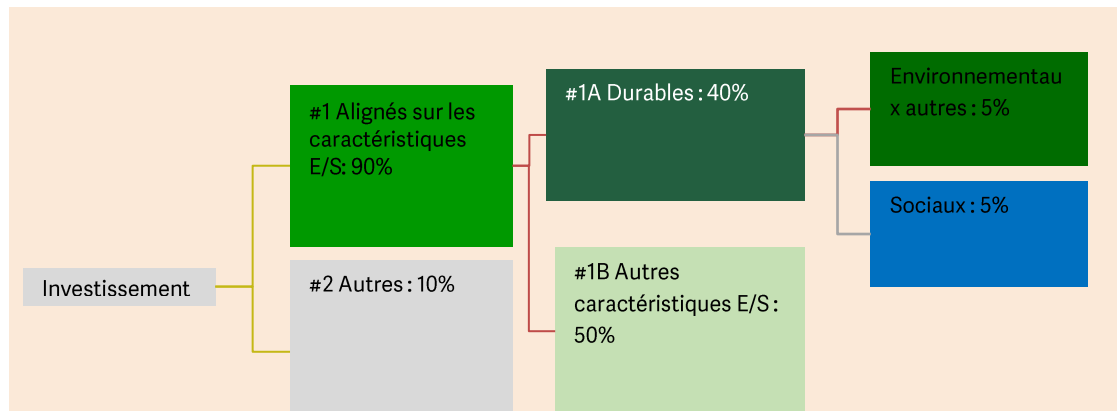 Investissement
#1 Alignés sur les
caractéristiques
E/S: 90%
#2 Autres : 10%
#1A Durables : 40%
#1B Autres
caractéristiques E/S :
50%
Environnementau
x autres : 5%
Sociaux : 5%